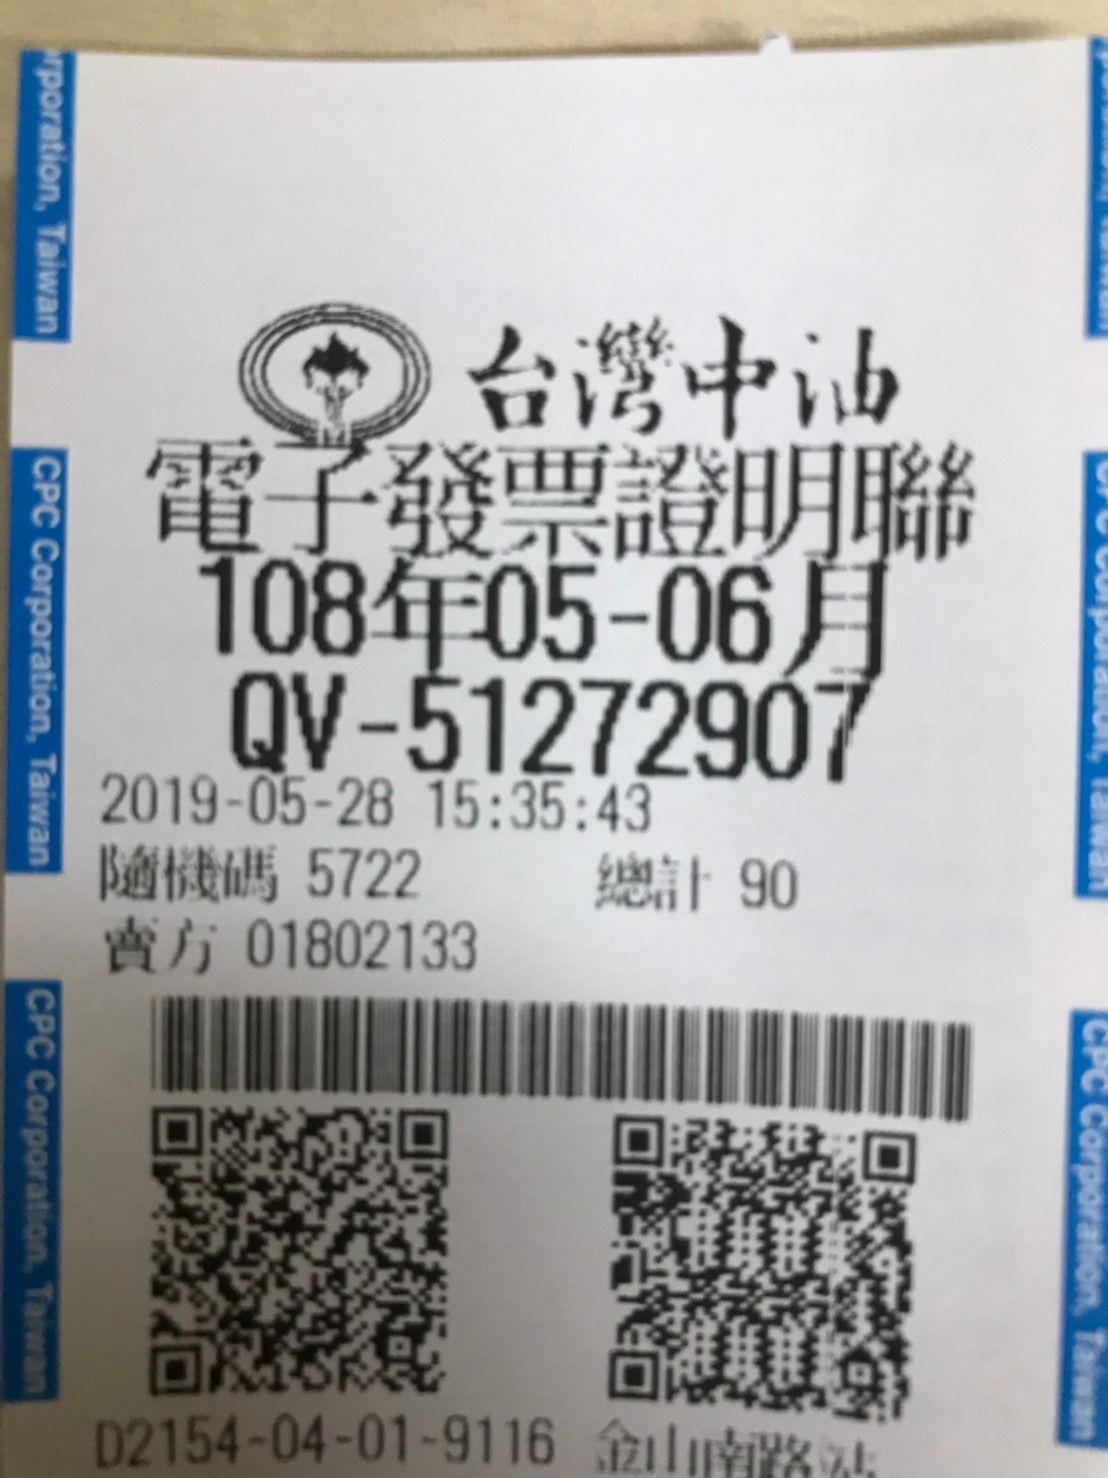 台灣中油
電子發票證明聯
108年05-06月
QV-51272907
2019-05-28 15:35:43
隨機碼 5722 總計 90
賣方 01802133
D2154-04-01-9116 金山南路站
rporation, Taiwan
CPC Corporation, Taiwan
CPC Corporation, Taiwan
CPC Corporation, Taiwan
CPC Corporation, Taiwan